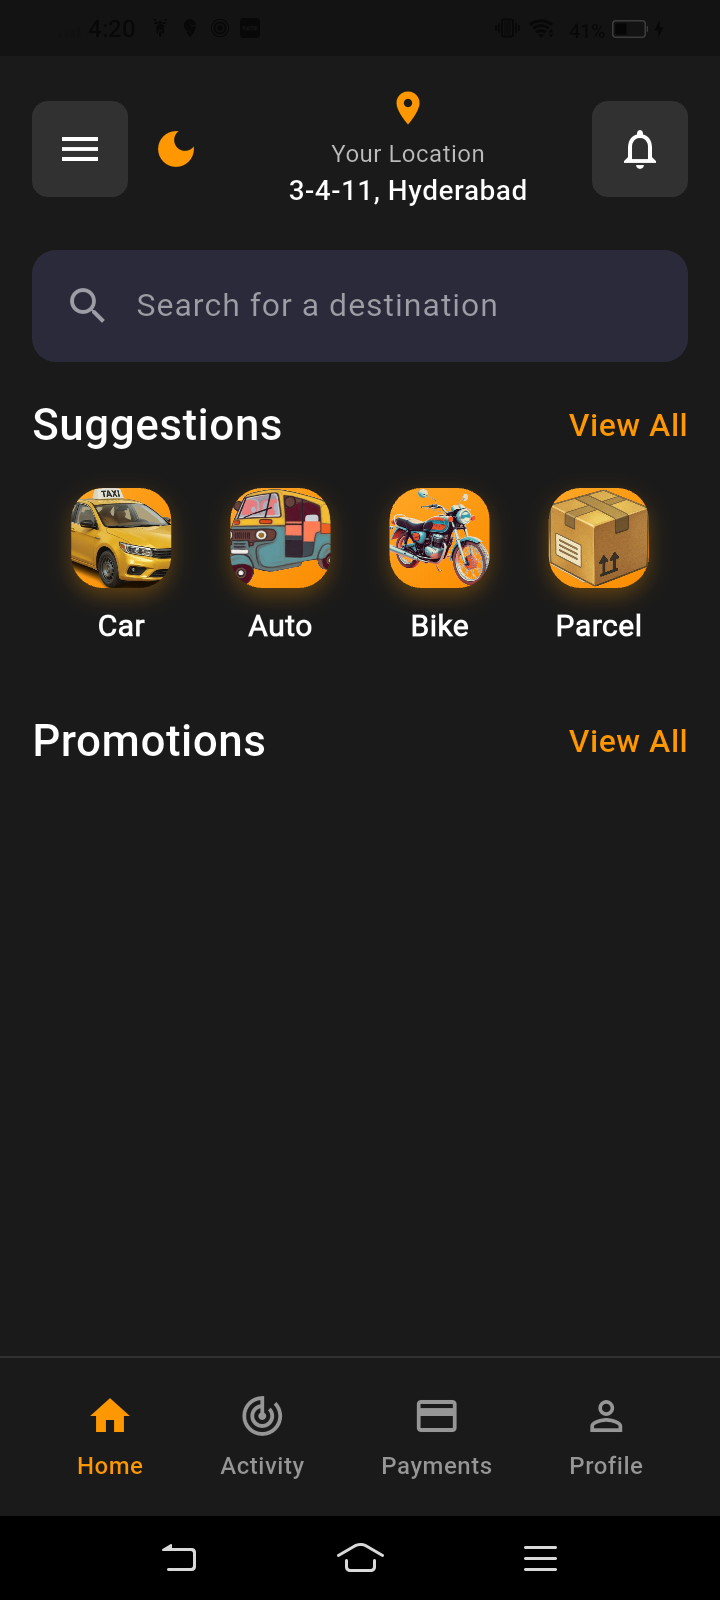 4:20
41%
Your Location
3-4-11, Hyderabad
Search for a destination
Suggestions
View All
TAXI
Car
Auto
Bike
Parcel
Promotions
View All
Home
Activity
Payments
Profile